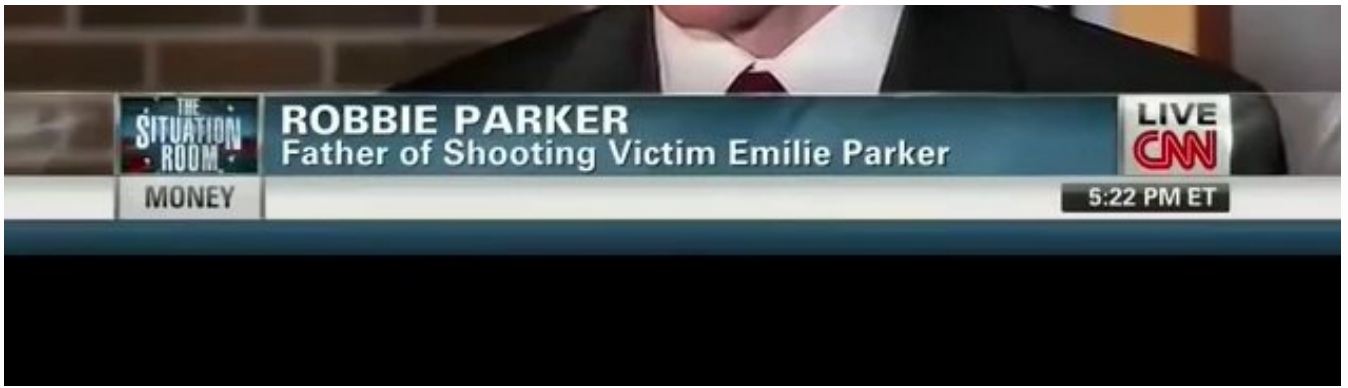 THE
SITUATION
ROOM
ROBBIE PARKER
Father of Shooting Victim Emilie Parker
LIVE
CNN
MONEY
5:22 PM ET